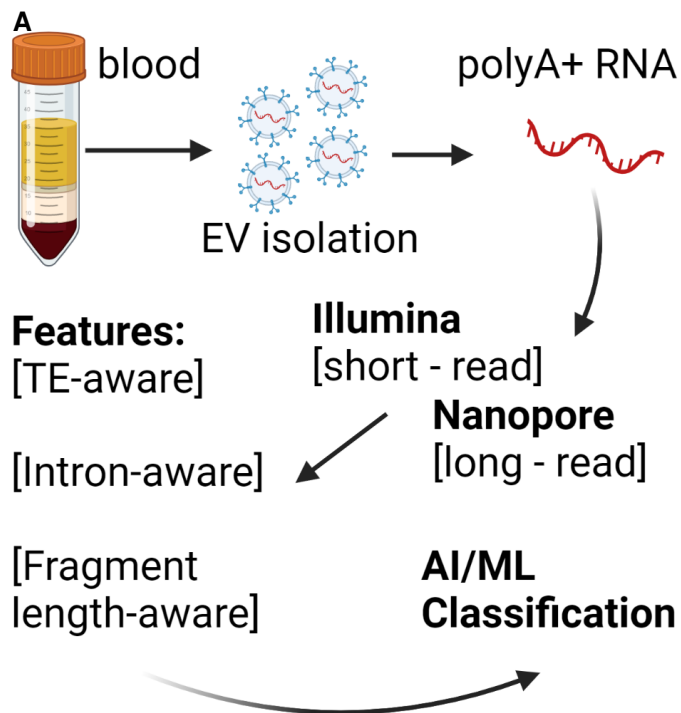 A
blood
polyA+ RNA
EV isolation
Illumina
[short - read]
Nanopore
[long - read]
Features:
[TE-aware]
[Intron-aware]
[Fragment
length-aware]
AI/ML
Classification